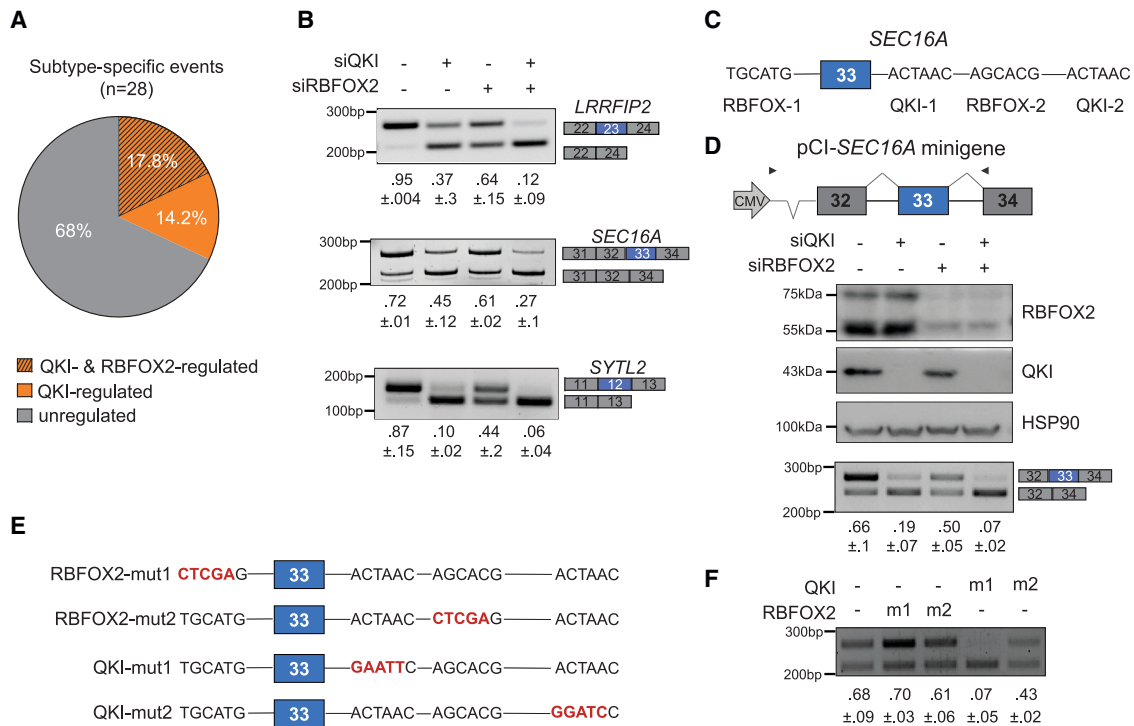 A
Subtype-specific events
(n=28)
17.8%
14.2%
68%
QKI- & RBFOX2-regulated
QKI-regulated
unregulated
B
siQKI - + - +
siRBFOX2 - - + +
LRRFIP2
300bp
200bp
22 23 24
22 24
.95 .37 .64 .12
±.004 ±.3 ±.15 ±.09
SEC16A
300bp
200bp
31 32 33 34
31 32 34
.72 .45 .61 .27
±.01 ±.12 ±.02 ±.1
SYTL2
200bp
100bp
11 12 13
11 13
.87 .10 .44 .06
±.15 ±.02 ±.2 ±.04
C
SEC16A
TGCATG 33 ACTAAC AGCACG ACTAAC
RBFOX-1 QKI-1 RBFOX-2 QKI-2
D
pCI-SEC16A minigene
CMV 32 33 34
siQKI - + - +
siRBFOX2 - - + +
75kDa
55kDa
RBFOX2
43kDa
QKI
100kDa
HSP90
300bp
200bp
32 33 34
32 34
.66 .19 .50 .07
±.1 ±.07 ±.05 ±.02
E
RBFOX2-mut1 CTCGAG 33 ACTAAC AGCACG ACTAAC
RBFOX2-mut2 TGCATG 33 ACTAAC CTCGAG ACTAAC
QKI-mut1 TGCATG 33 GAATTC AGCACG ACTAAC
QKI-mut2 TGCATG 33 ACTAAC AGCACG GGATCC
F
QKI - - - m1 m2
RBFOX2 - m1 m2 - -
300bp
200bp
.68 .70 .61 .07 .43
±.09 ±.03 ±.06 ±.05 ±.02